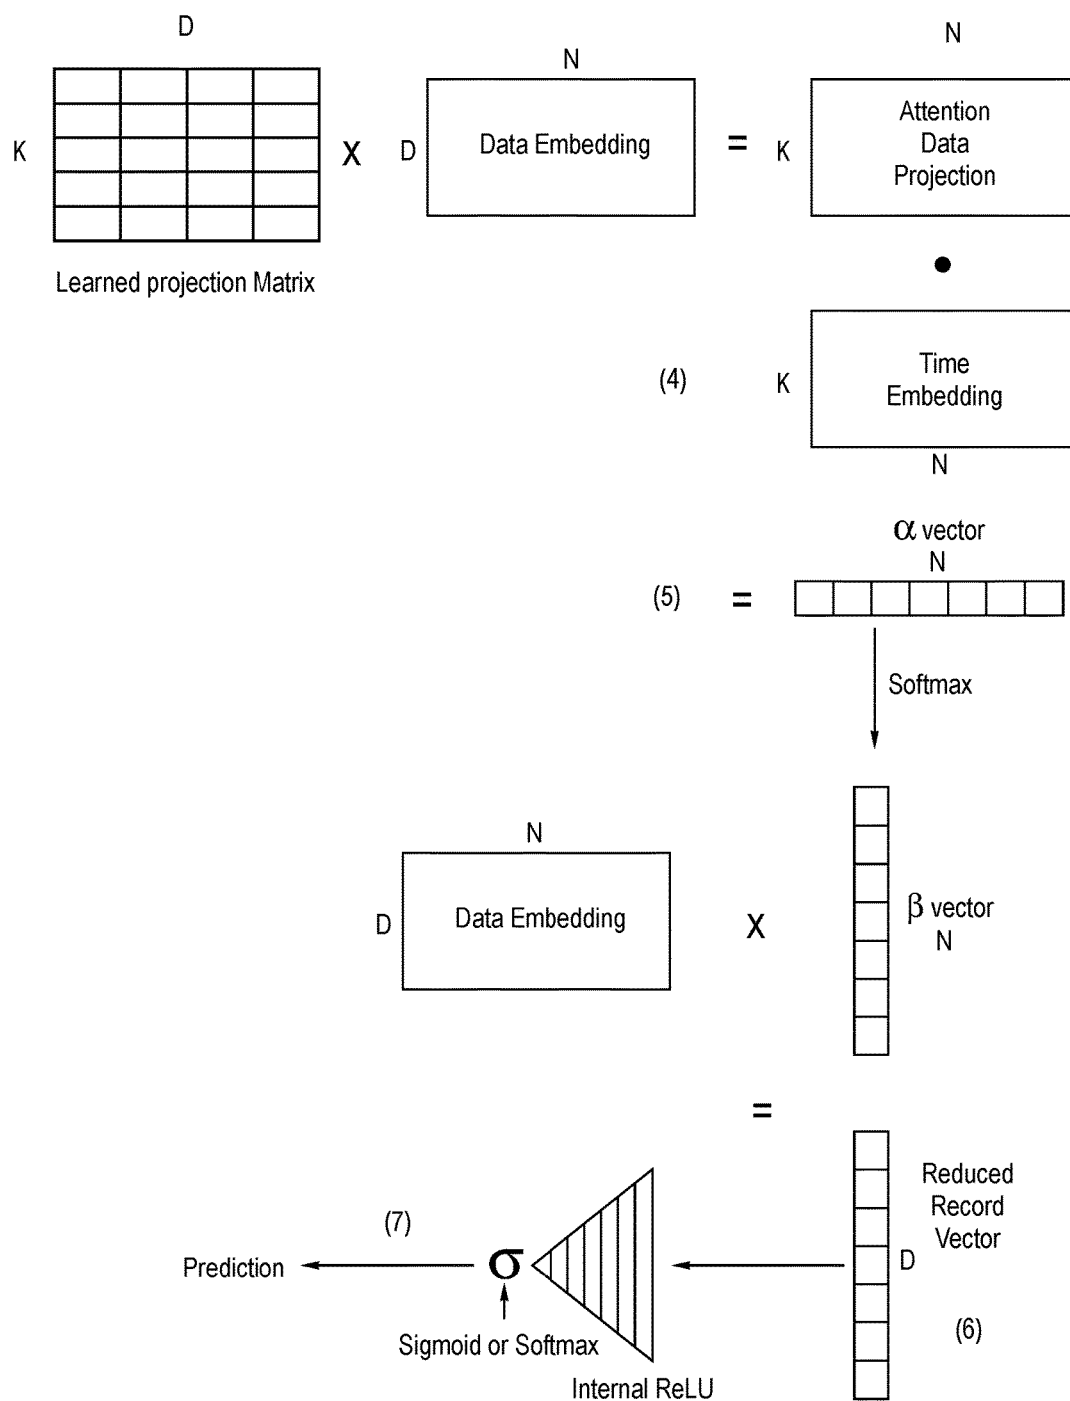 D
N
N
K
X
D
Data Embedding
=
K
Attention
Data
Projection
Learned projection Matrix
•
(4)
K
Time
Embedding
N
α vector
N
(5)
=
Softmax
N
D
Data Embedding
X
β vector
N
=
Reduced
Record
Vector
D
(6)
(7)
Prediction
σ
Sigmoid or Softmax
Internal ReLU